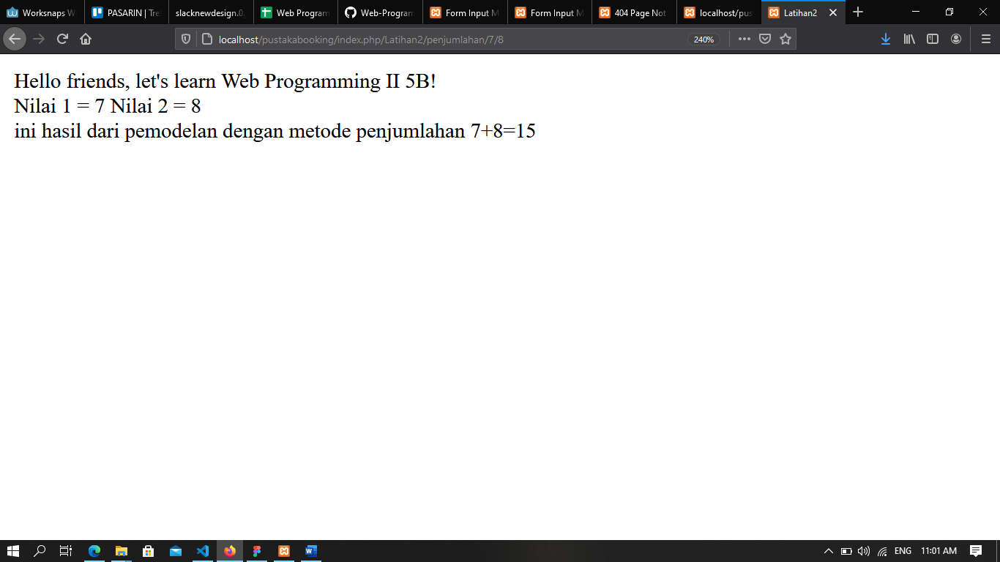 Worksnaps W
PASARIN | Tre
slacknewdesign.0.
Web Program
Web-Program
Form Input M
Form Input M
404 Page Not
localhost/pus
Latihan2
localhost/pustakabooking/index.php/Latihan2/penjumlahan/7/8
240%
Hello friends, let's learn Web Programming II 5B!
Nilai 1 = 7 Nilai 2 = 8
ini hasil dari pemodelan dengan metode penjumlahan 7+8=15
ENG
11:01 AM